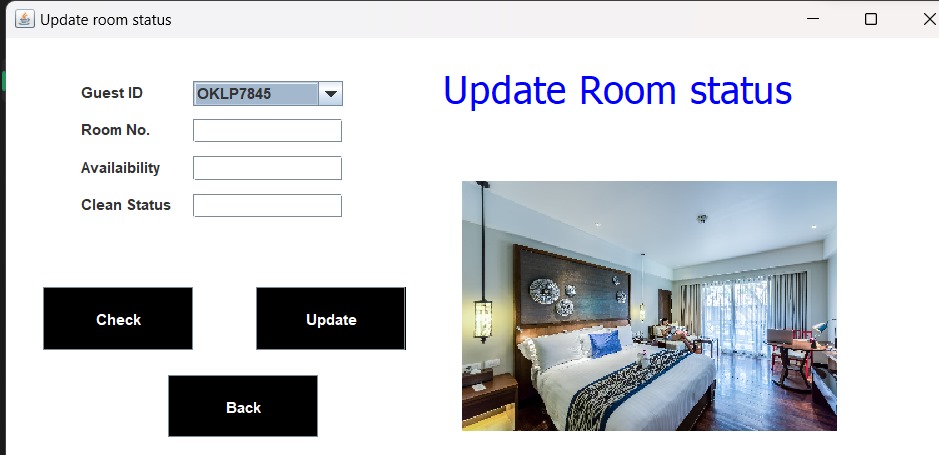 Update room status
Guest ID OKLP7845
Update Room status
Room No.
Availaibility
Clean Status
Check Update
Back